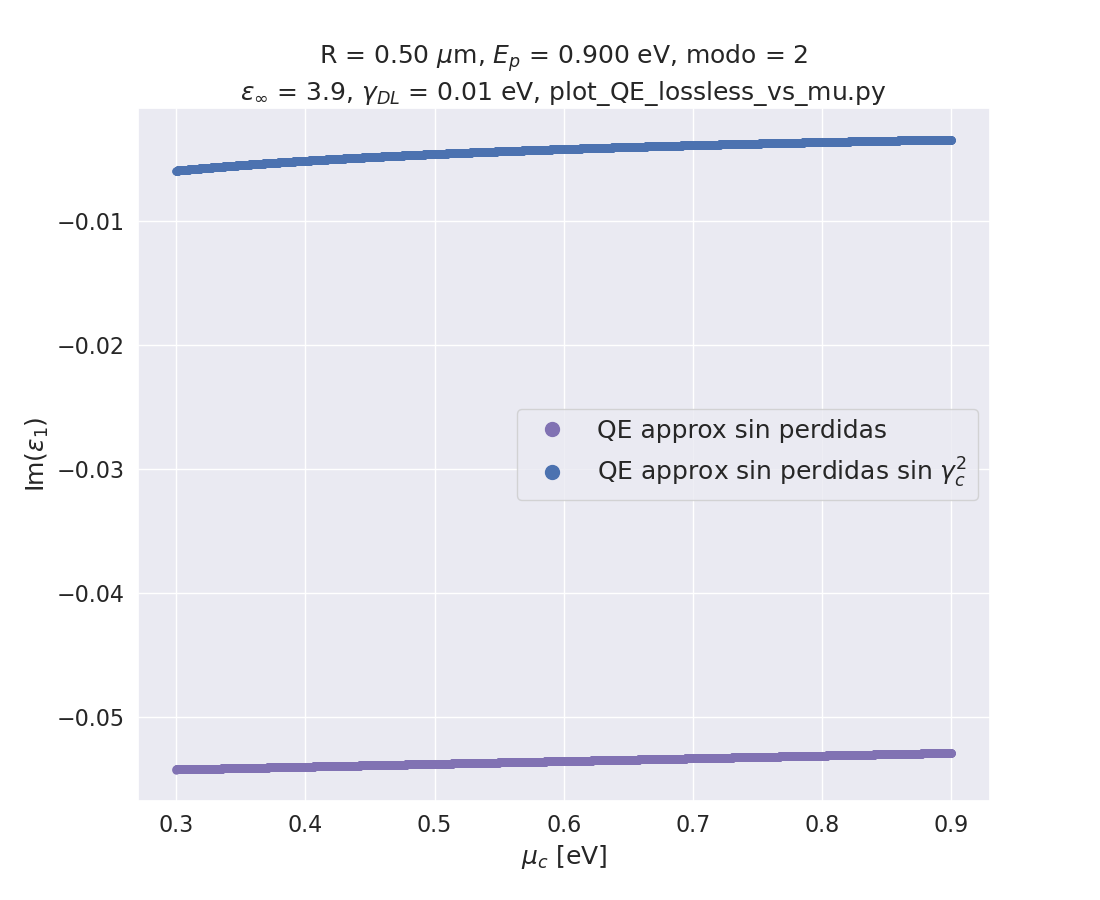 R = 0.50 μm, E_p = 0.900 eV, modo = 2
ε_∞ = 3.9, γ_DL = 0.01 eV, plot_QE_lossless_vs_mu.py
−0.01
−0.02
−0.03
−0.04
−0.05
Im(ε₁)
QE approx sin perdidas
QE approx sin perdidas sin γ_c^2
0.3 0.4 0.5 0.6 0.7 0.8 0.9
μ_c [eV]